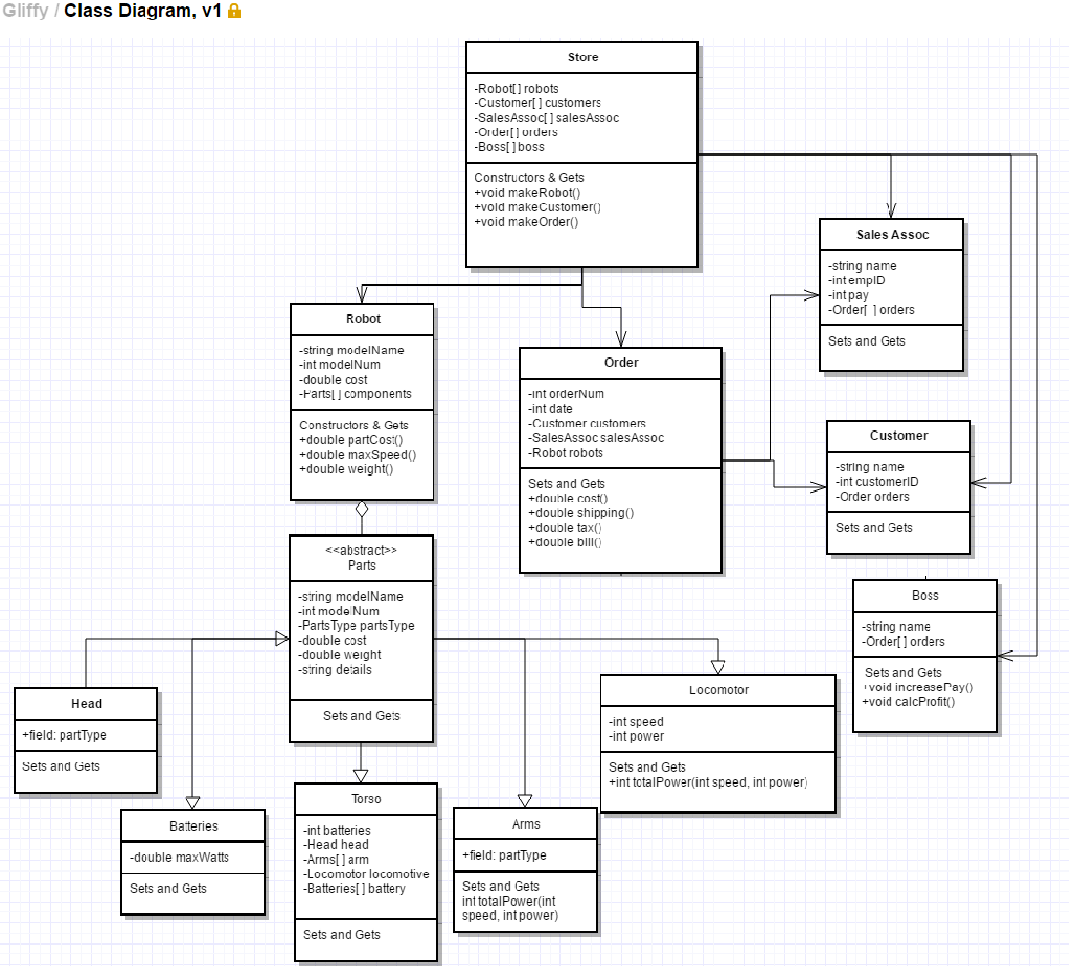 Gliffy / Class Diagram, v1
Store
-Robot[ ] robots
-Customer[ ] customers
-SalesAssoc[ ] salesAssoc
-Order[ ] orders
-Boss[ ] boss
Constructors & Gets
+void makeRobot()
+void makeCustomer()
+void makeOrder()
Sales Assoc
-string name
-int empID
-int pay
-Order[ ] orders
Sets and Gets
Robot
-string modelName
-int modelNum
-double cost
-Parts[ ] components
Constructors & Gets
+double partCost()
+double maxSpeed()
+double weight()
Order
-int orderNum
-int date
-Customer customers
-SalesAssoc salesAssoc
-Robot robots
Sets and Gets
+double cost()
+double shipping()
+double tax()
+double bill()
Customer
-string name
-int customerID
-Order orders
Sets and Gets
<<abstract>>
Parts
-string modelName
-int modelNum
-PartsType partsType
-double cost
-double weight
-string details
Sets and Gets
Boss
-string name
-Order[ ] orders
Sets and Gets
+void increasePay()
+void calcProfit()
Head
+field: partType
Sets and Gets
Locomotor
-int speed
-int power
Sets and Gets
+int totalPower(int speed, int power)
Batteries
-double maxWatts
Sets and Gets
Torso
-int batteries
-Head head
-Arms[ ] arm
-Locomotor locomotive
-Batteries[ ] battery
Sets and Gets
Arms
+field: partType
Sets and Gets
int totalPower(int
speed, int power)